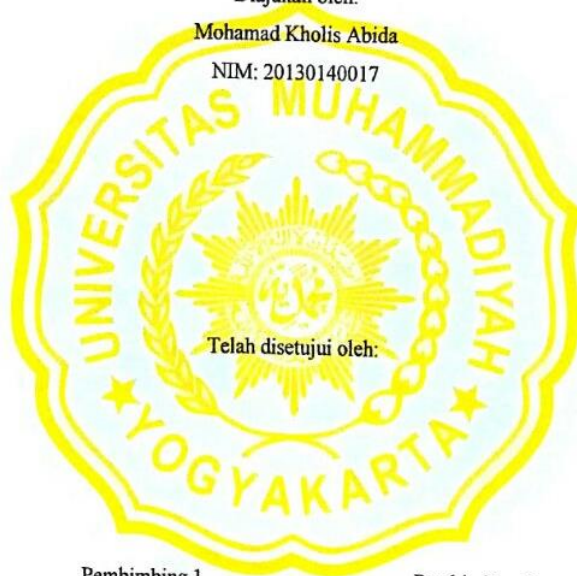 Diajukan oleh:
Mohamad Kholis Abida
NIM: 20130140017
UNIVERSITAS MUHAMMADIYAH
Telah disetujui oleh:
YOGYAKARTA
Pembimbing 1